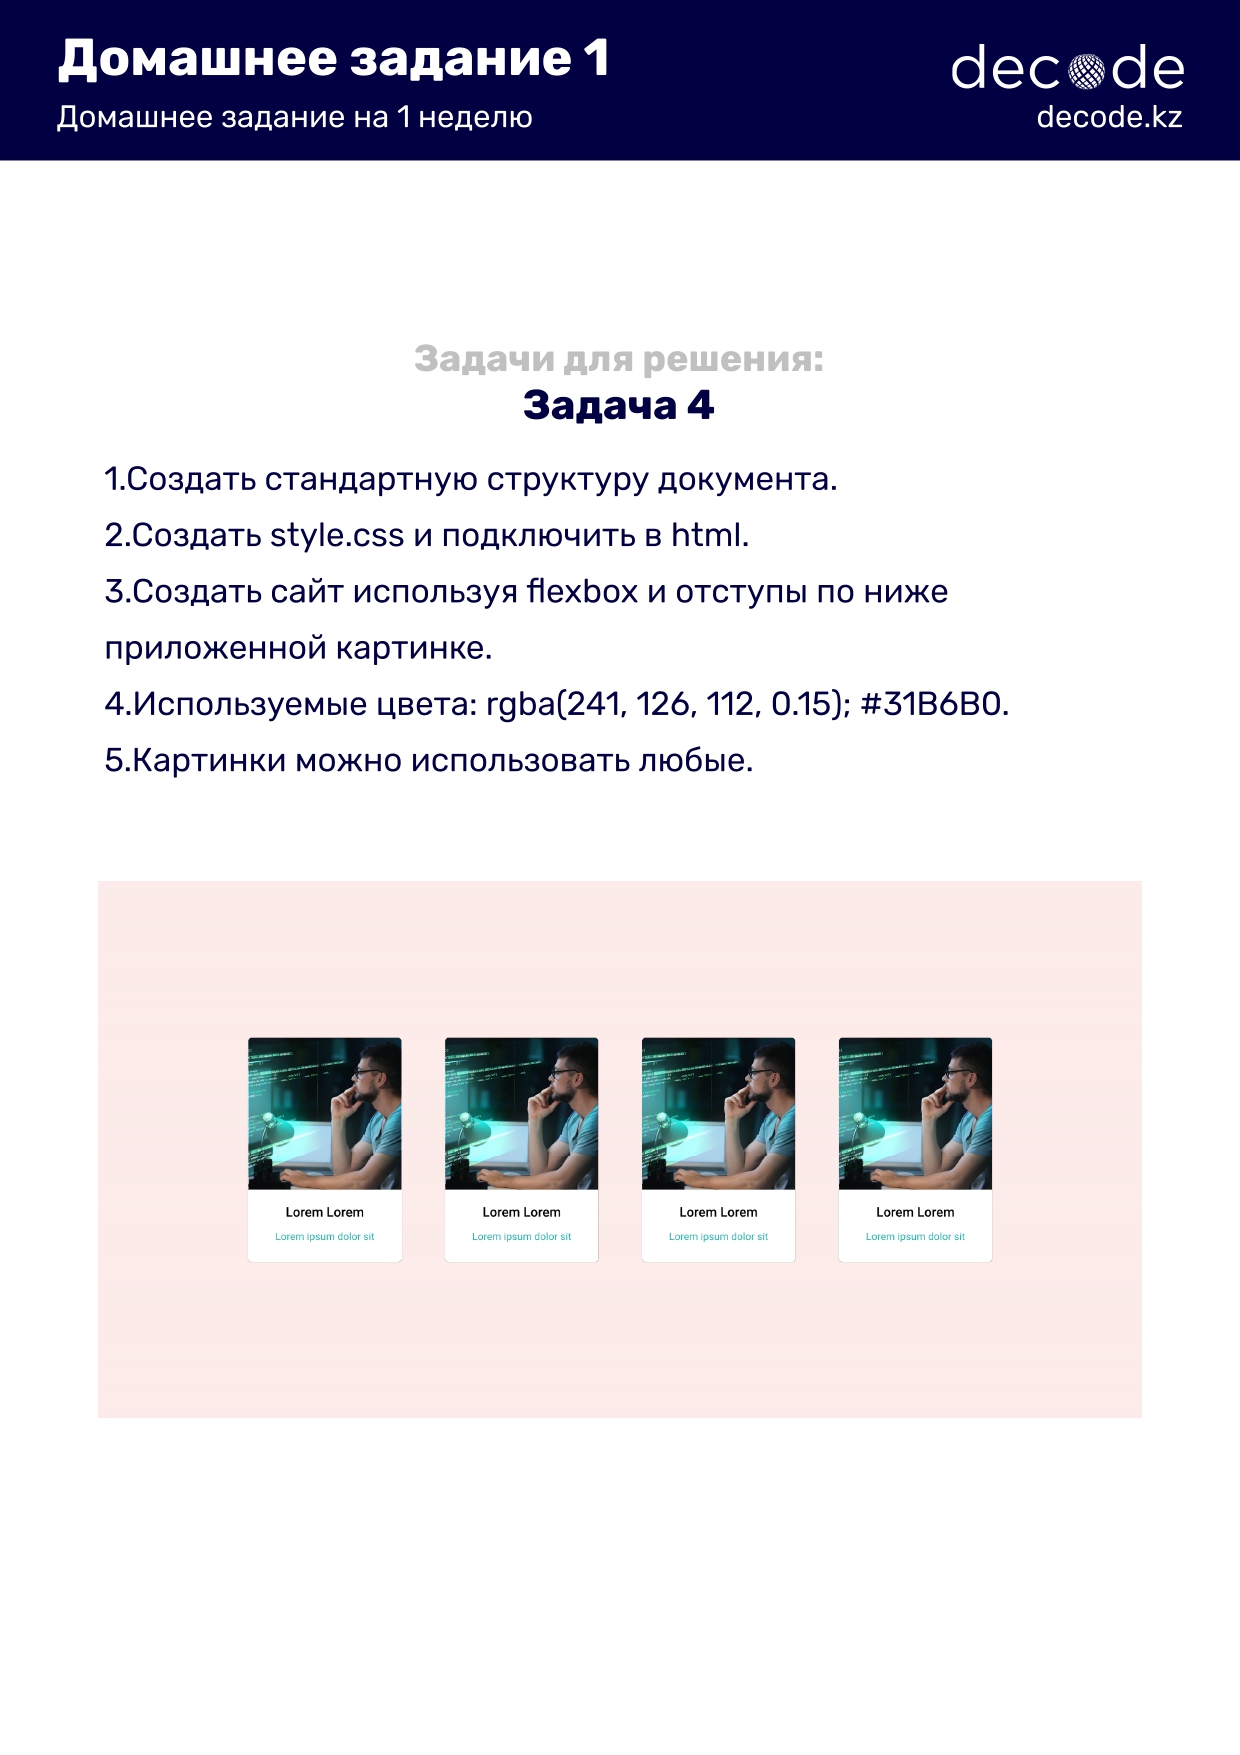 Домашнее задание 1
Домашнее задание на 1 неделю
decode
decode.kz
Задачи для решения:
Задача 4
1.Создать стандартную структуру документа.
2.Создать style.css и подключить в html.
3.Создать сайт используя flexbox и отступы по ниже
приложенной картинке.
4.Используемые цвета: rgba(241, 126, 112, 0.15); #31B6B0.
5.Картинки можно использовать любые.
Lorem Lorem
Lorem ipsum dolor sit
Lorem Lorem
Lorem ipsum dolor sit
Lorem Lorem
Lorem ipsum dolor sit
Lorem Lorem
Lorem ipsum dolor sit